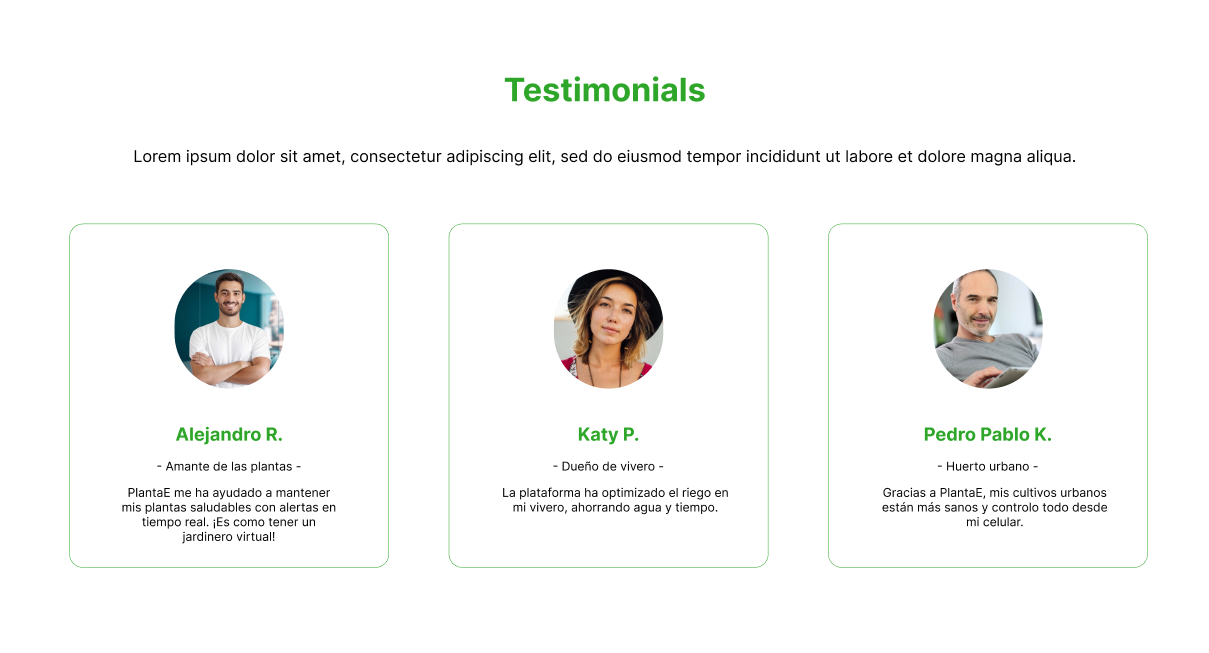 Testimonials
Lorem ipsum dolor sit amet, consectetur adipiscing elit, sed do eiusmod tempor incididunt ut labore et dolore magna aliqua.
Alejandro R.
- Amante de las plantas -
PlantaE me ha ayudado a mantener
mis plantas saludables con alertas en
tiempo real. ¡Es como tener un
jardinero virtual!
Katy P.
- Dueño de vivero -
La plataforma ha optimizado el riego en
mi vivero, ahorrando agua y tiempo.
Pedro Pablo K.
- Huerto urbano -
Gracias a PlantaE, mis cultivos urbanos
están más sanos y controlo todo desde
mi celular.